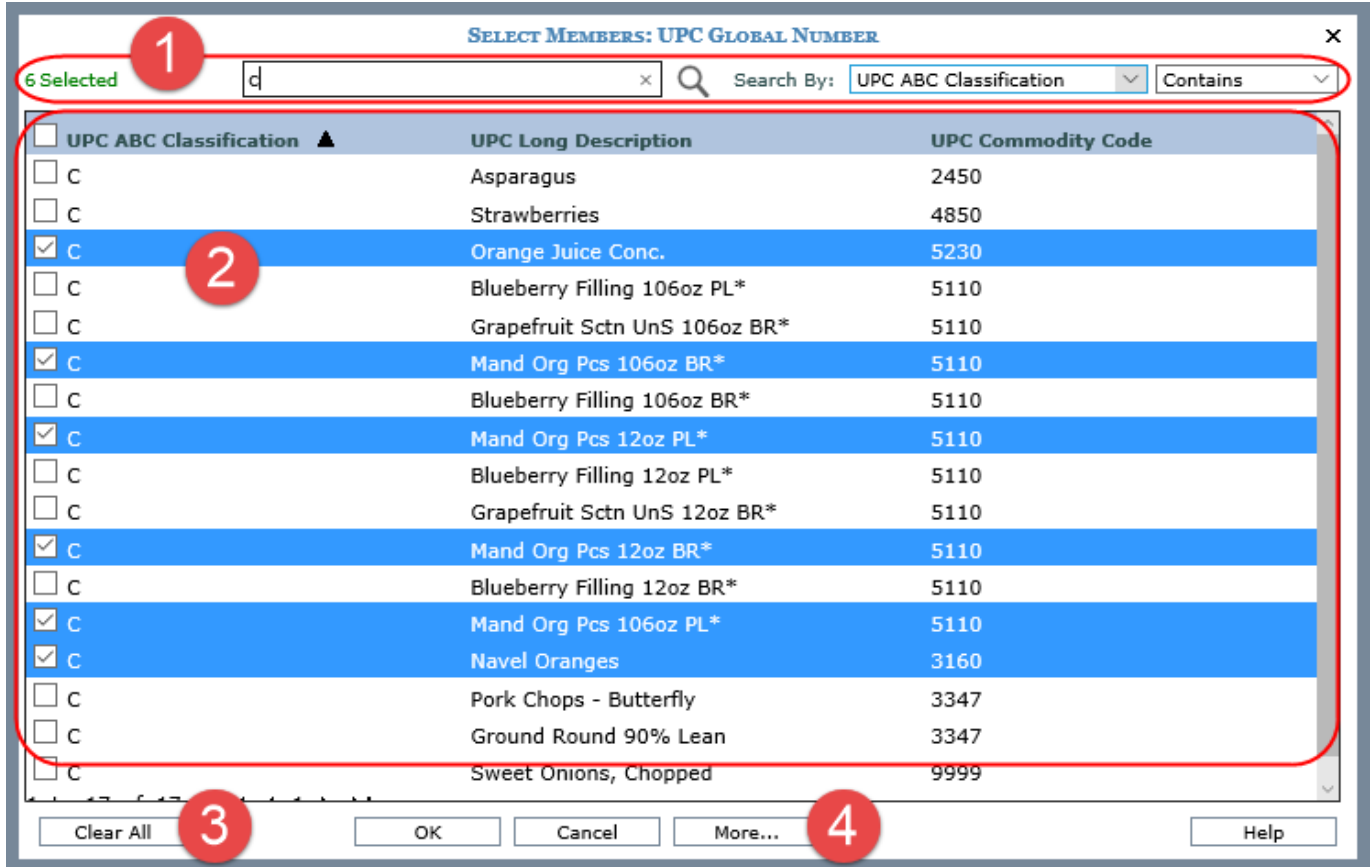 SELECT MEMBERS: UPC GLOBAL NUMBER
1
6 Selected c Search By: UPC ABC Classification Contains
UPC ABC Classification ▲ UPC Long Description UPC Commodity Code
C Asparagus 2450
C Strawberries 4850
C Orange Juice Conc. 5230
2
C Blueberry Filling 106oz PL* 5110
C Grapefruit Sctn UnS 106oz BR* 5110
C Mand Org Pcs 106oz BR* 5110
C Blueberry Filling 106oz BR* 5110
C Mand Org Pcs 12oz PL* 5110
C Blueberry Filling 12oz PL* 5110
C Grapefruit Sctn UnS 12oz BR* 5110
C Mand Org Pcs 12oz BR* 5110
C Blueberry Filling 12oz BR* 5110
C Mand Org Pcs 106oz PL* 5110
C Navel Oranges 3160
C Pork Chops - Butterfly 3347
C Ground Round 90% Lean 3347
C Sweet Onions, Chopped 9999
Clear All 3 OK Cancel More... 4 Help